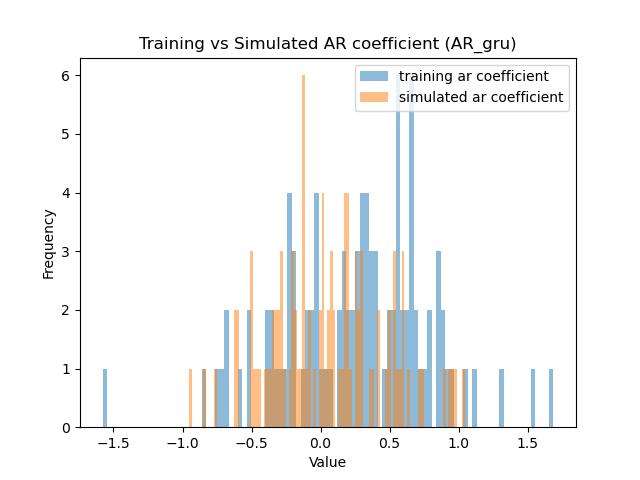 Training vs Simulated AR coefficient (AR_gru)
training ar coefficient
simulated ar coefficient
Frequency
6
5
4
3
2
1
0
−1.5 −1.0 −0.5 0.0 0.5 1.0 1.5
Value